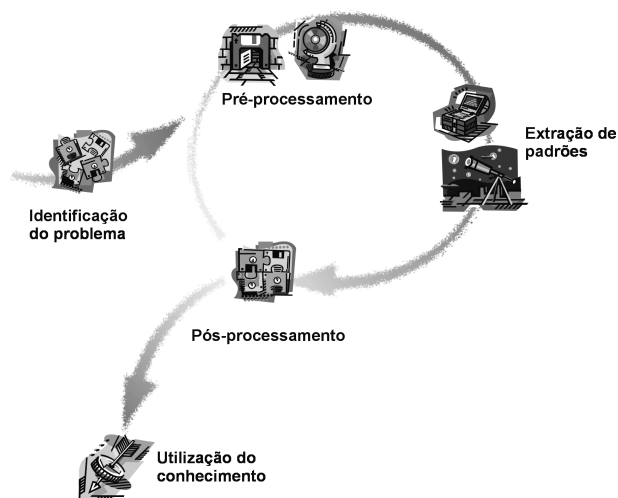 Pré-processamento
Extração de
padrões
Identificação
do problema
Pós-processamento
Utilização do
conhecimento